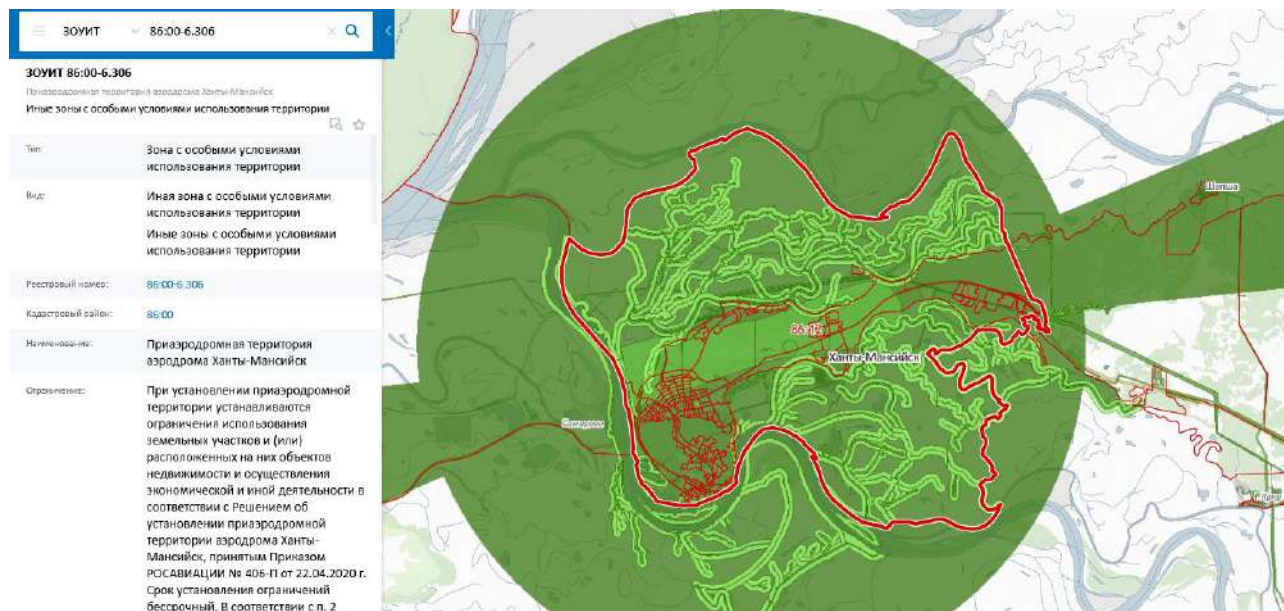 ЗОУИТ 86:00-6.306
ЗОУИТ 86:00-6.306
Приаэродромная территория аэродрома Ханты-Мансийск
Иные зоны с особыми условиями использования территории
Тип: Зона с особыми условиями
использования территории
Вид: Иная зона с особыми условиями
использования территории
Иные зоны с особыми условиями
использования территории
Реестровый номер: 86:00-6.306
Кадастровый район: 86:00
Наименование: Приаэродромная территория
аэродрома Ханты-Мансийск
Ограничение: При установлении приаэродромной
территории устанавливаются
ограничения использования
земельных участков и (или)
расположенных на них объектов
недвижимости и осуществления
экономической и иной деятельности в
соответствии с Решением об
установлении приаэродромной
территории аэродрома Ханты-
Мансийск, принятым Приказом
РОСАВИАЦИИ № 406-П от 22.04.2020 г.
Срок установления ограничений
бессрочный. В соответствии с п. 2
Шапша
86:12
Ханты-Мансийск
Самарово